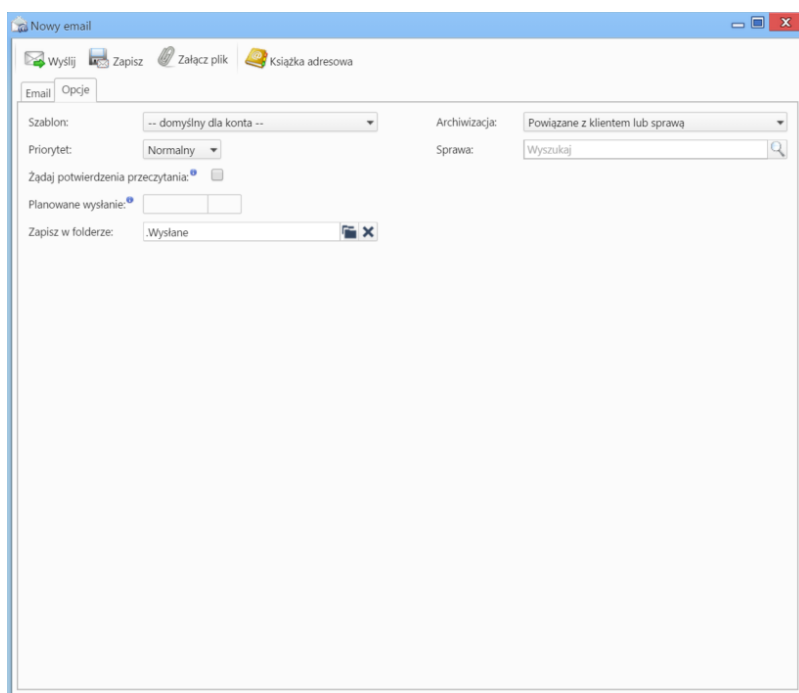 Nowy email
Wyślij Zapisz Załącz plik Książka adresowa
Email Opcje
Szablon: -- domyślny dla konta -- Archiwizacja: Powiązane z klientem lub sprawą
Priorytet: Normalny Sprawa: Wyszukaj
Żądaj potwierdzenia przeczytania:
Planowane wysłanie:
Zapisz w folderze: .Wysłane